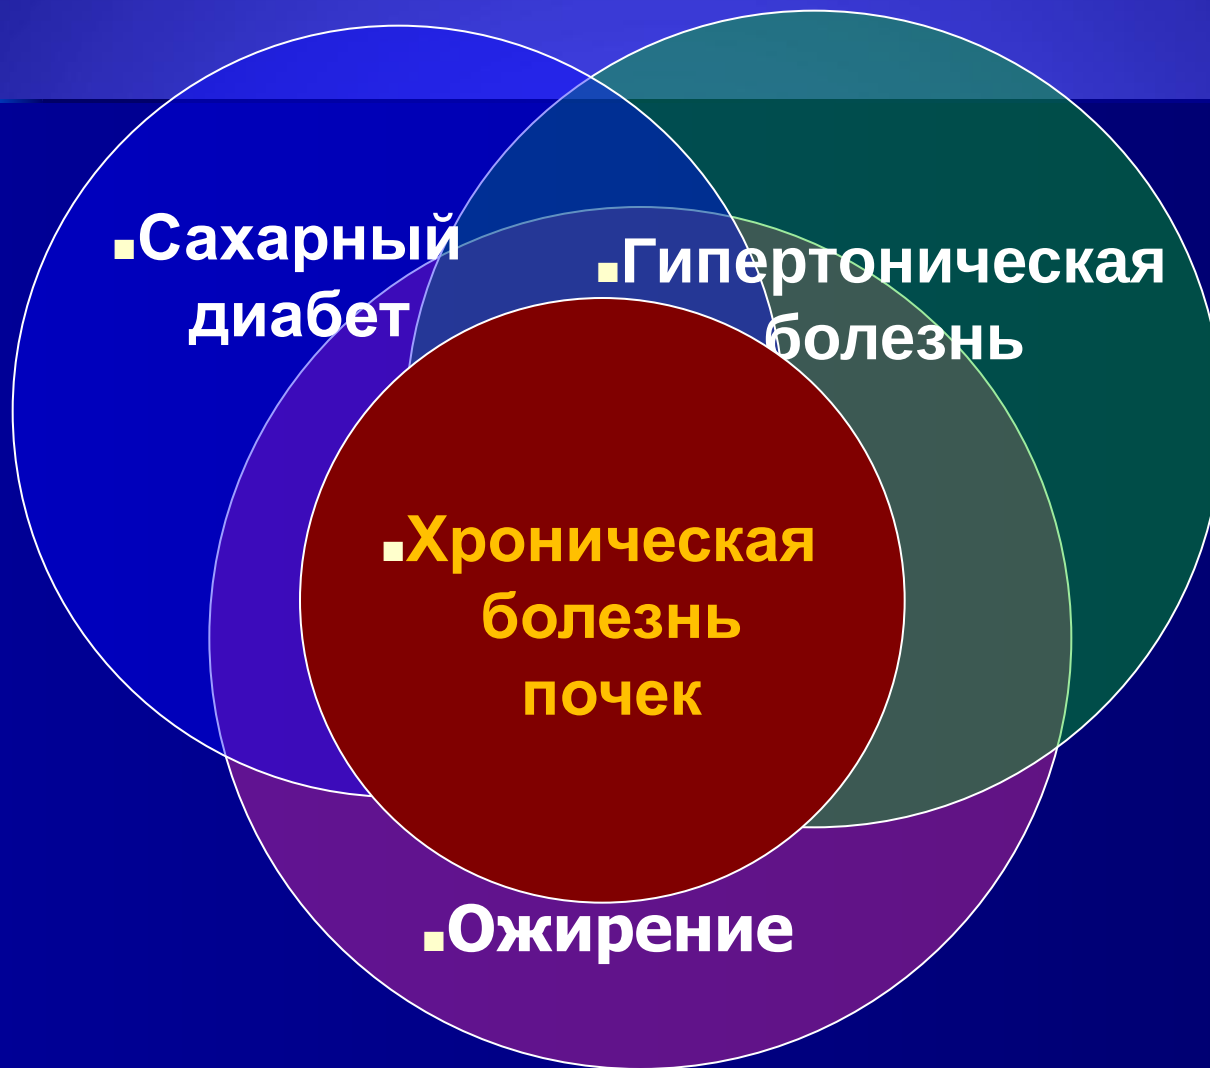 ▪Сахарный
диабет
▪Гипертоническая
болезнь
▪Хроническая
болезнь
почек
▪Ожирение